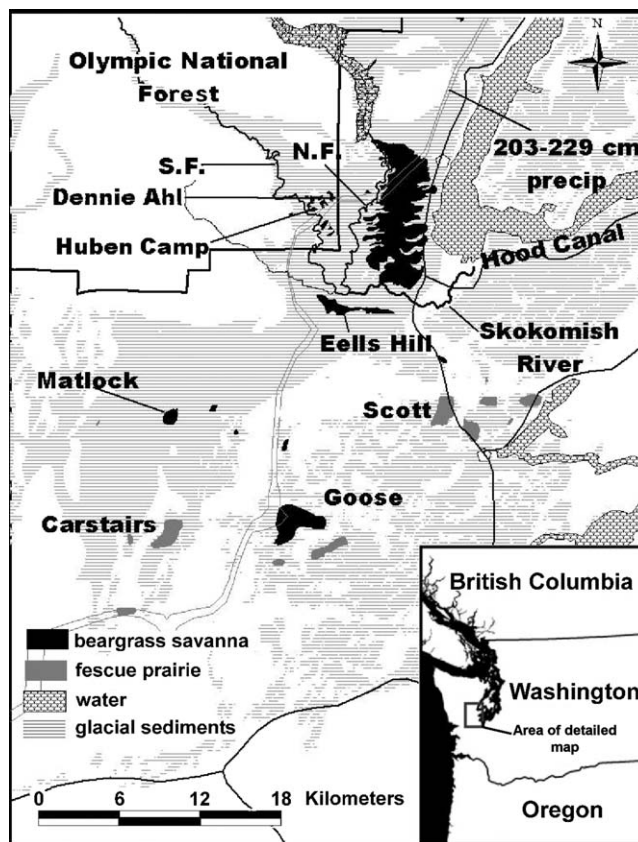 N
Olympic National
Forest
S.F.
N.F.
203-229 cm
precip
Dennie Ahl
Huben Camp
Hood Canal
Eells Hill
Skokomish
River
Matlock
Scott
Goose
Carstairs
beargrass savanna
fescue prairie
water
glacial sediments
0 6 12 18 Kilometers
British Columbia
Washington
Area of detailed
map
Oregon